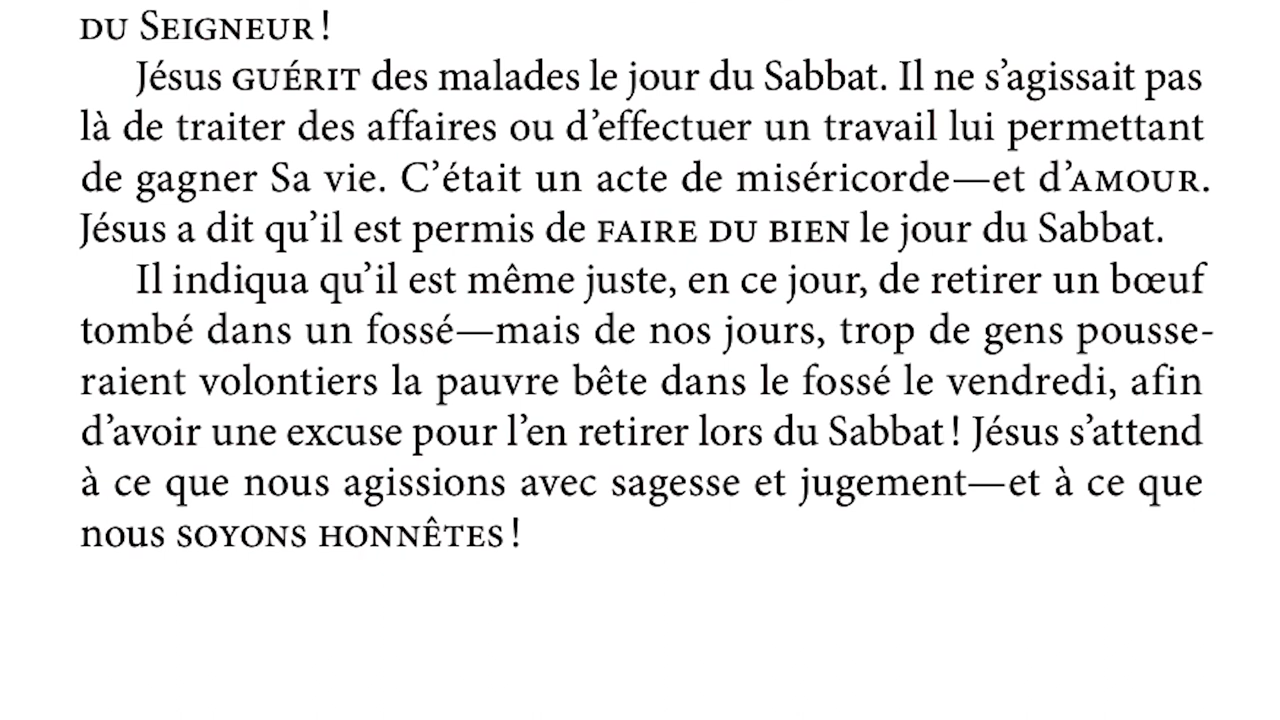 DU SEIGNEUR !
Jésus GUÉRIT des malades le jour du Sabbat. Il ne s’agissait pas
là de traiter des affaires ou d’effectuer un travail lui permettant
de gagner Sa vie. C’était un acte de miséricorde—et d’AMOUR.
Jésus a dit qu’il est permis de FAIRE DU BIEN le jour du Sabbat.
Il indiqua qu’il est même juste, en ce jour, de retirer un bœuf
tombé dans un fossé—mais de nos jours, trop de gens pousse-
raient volontiers la pauvre bête dans le fossé le vendredi, afin
d’avoir une excuse pour l’en retirer lors du Sabbat ! Jésus s’attend
à ce que nous agissions avec sagesse et jugement—et à ce que
nous SOYONS HONNÊTES !